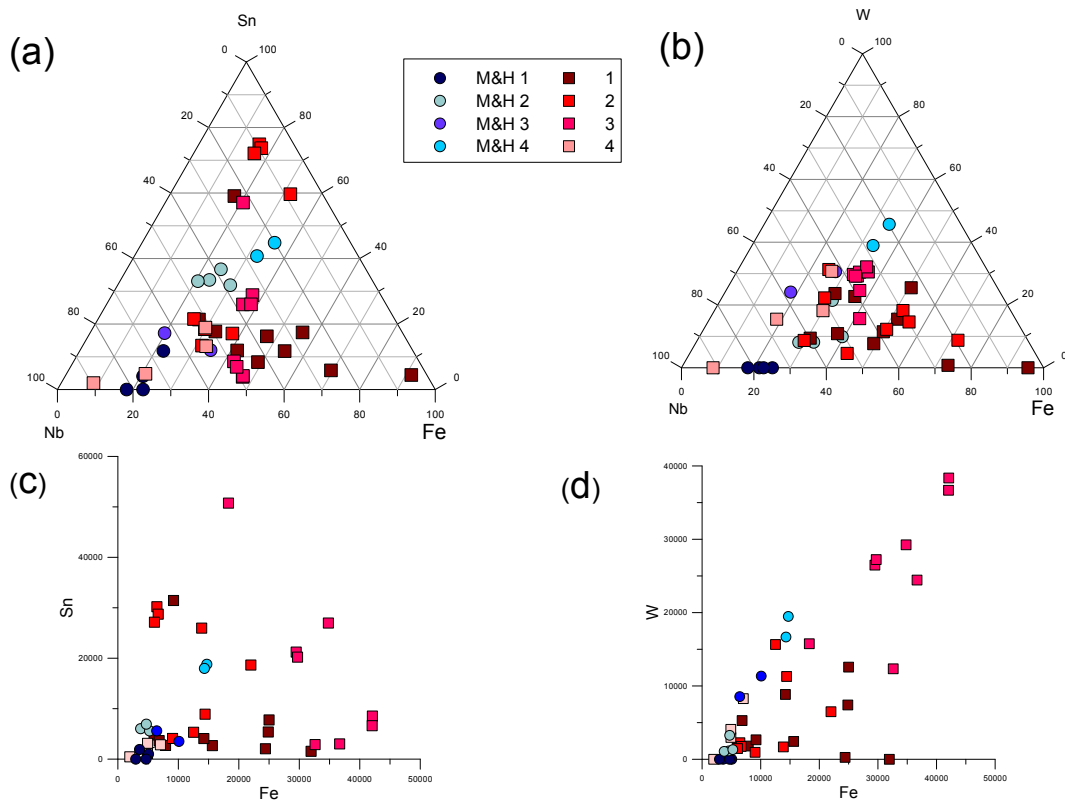 (a)
Sn
0 100
20 80
40 60
60 40
80 20
100 0
0 20 40 60 80 100
Nb
Fe
M&H 1 1
M&H 2 2
M&H 3 3
M&H 4 4
(b)
W
0 100
20 80
40 60
60 40
80 20
100 0
0 20 40 60 80 100
Nb
Fe
(c)
60000
40000
20000
0
Sn
0 10000 20000 30000 40000 50000
Fe
(d)
40000
30000
20000
10000
0
W
0 10000 20000 30000 40000 50000
Fe